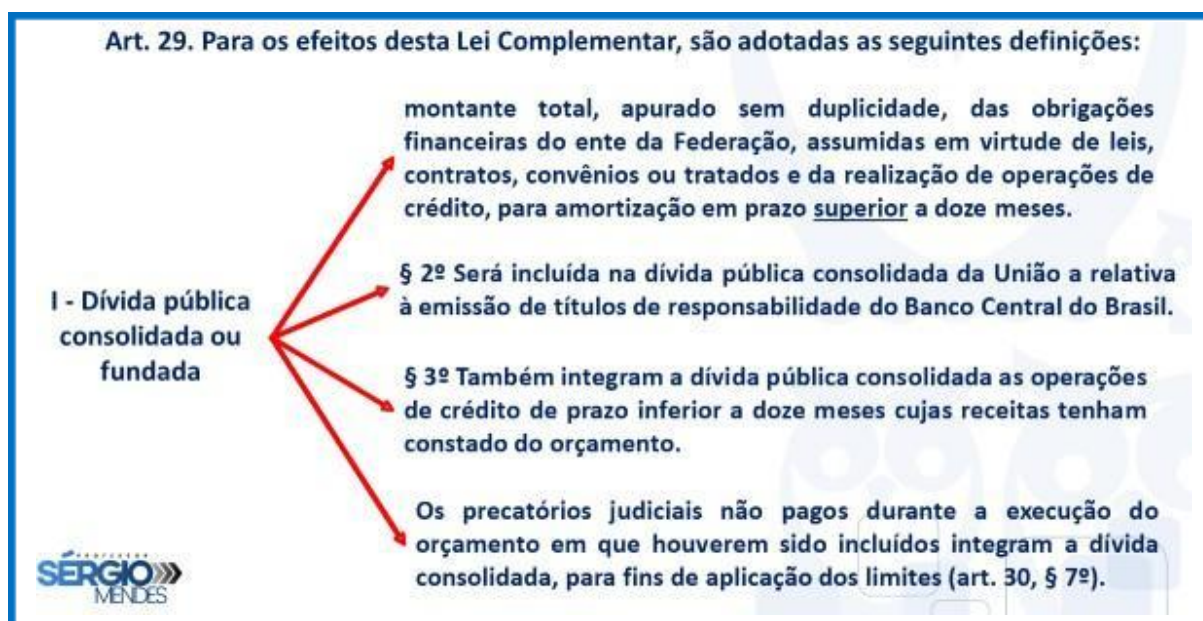 Art. 29. Para os efeitos desta Lei Complementar, são adotadas as seguintes definições:
montante total, apurado sem duplicidade, das obrigações
financeiras do ente da Federação, assumidas em virtude de leis,
contratos, convênios ou tratados e da realização de operações de
crédito, para amortização em prazo superior a doze meses.
§ 2º Será incluída na dívida pública consolidada da União a relativa
à emissão de títulos de responsabilidade do Banco Central do Brasil.
I - Dívida pública
consolidada ou
fundada
§ 3º Também integram a dívida pública consolidada as operações
de crédito de prazo inferior a doze meses cujas receitas tenham
constado do orçamento.
Os precatórios judiciais não pagos durante a execução do
orçamento em que houverem sido incluídos integram a dívida
consolidada, para fins de aplicação dos limites (art. 30, § 7º).
PROFESSOR
SÉRGIO
MENDES